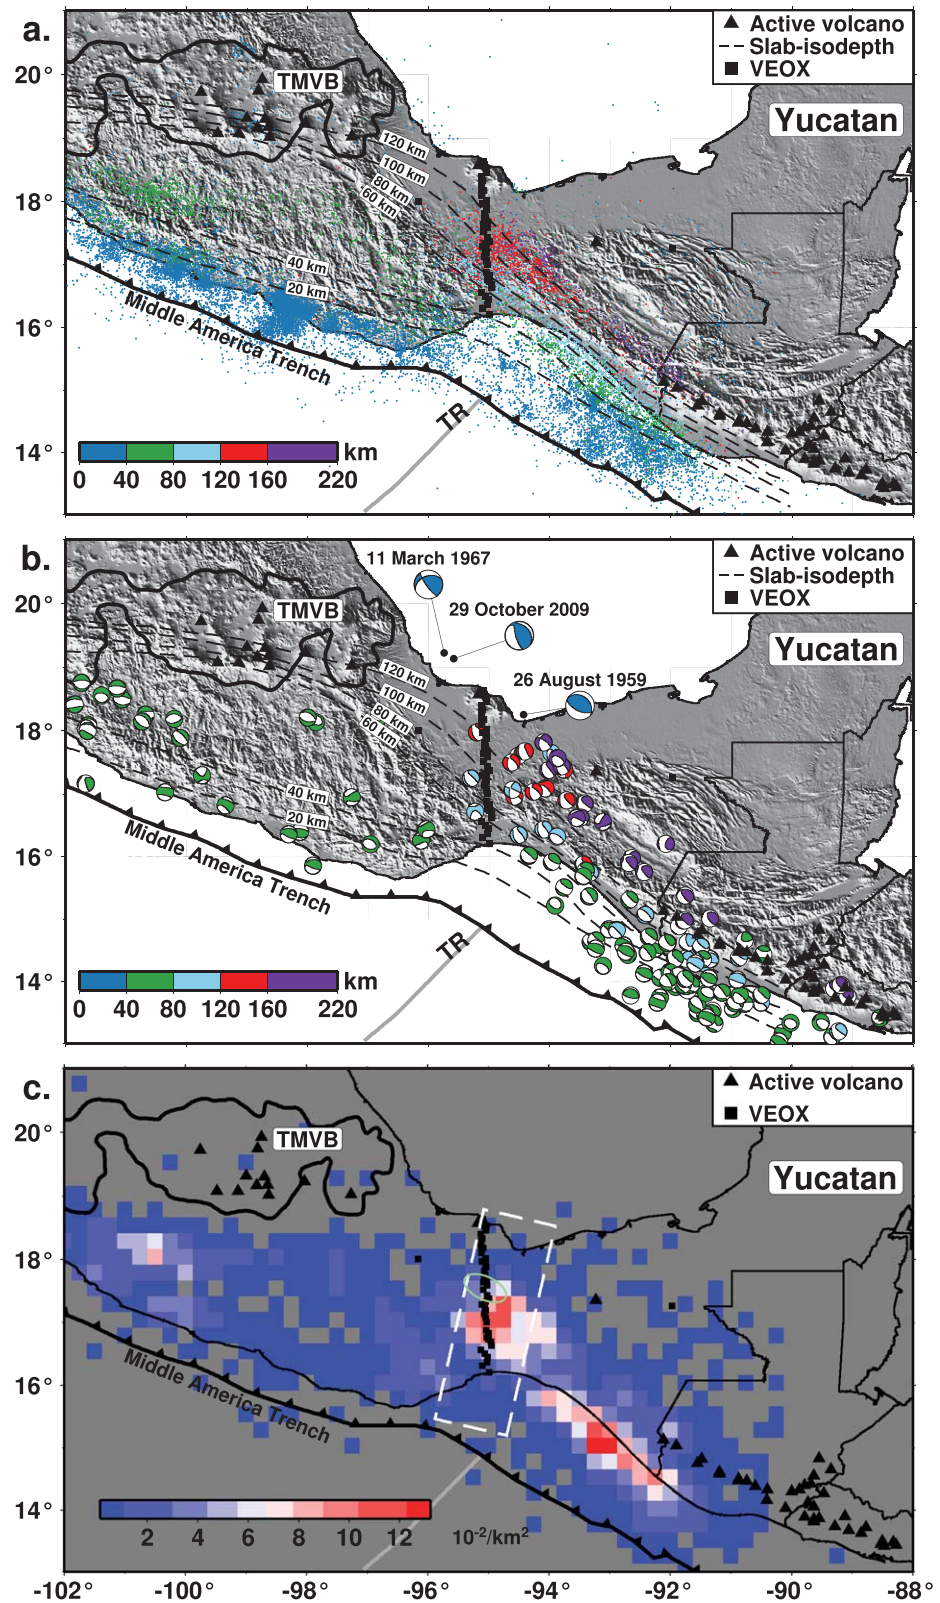 a.
Active volcano
Slab-isodepth
VEOX
20°
TMVB
Yucatan
120 km
100 km
80 km
60 km
18°
40 km
20 km
16°
Middle America Trench
TR
14°
km
0 40 80 120 160 220
b.
11 March 1967
Active volcano
Slab-isodepth
VEOX
29 October 2009
20°
TMVB
Yucatan
26 August 1959
120 km
100 km
80 km
60 km
18°
40 km
20 km
16°
Middle America Trench
TR
14°
km
0 40 80 120 160 220
c.
Active volcano
VEOX
20°
TMVB
Yucatan
18°
16°
Middle America Trench
14°
2 4 6 8 10 12 10-2/km2
-102° -100° -98° -96° -94° -92° -90° -88°